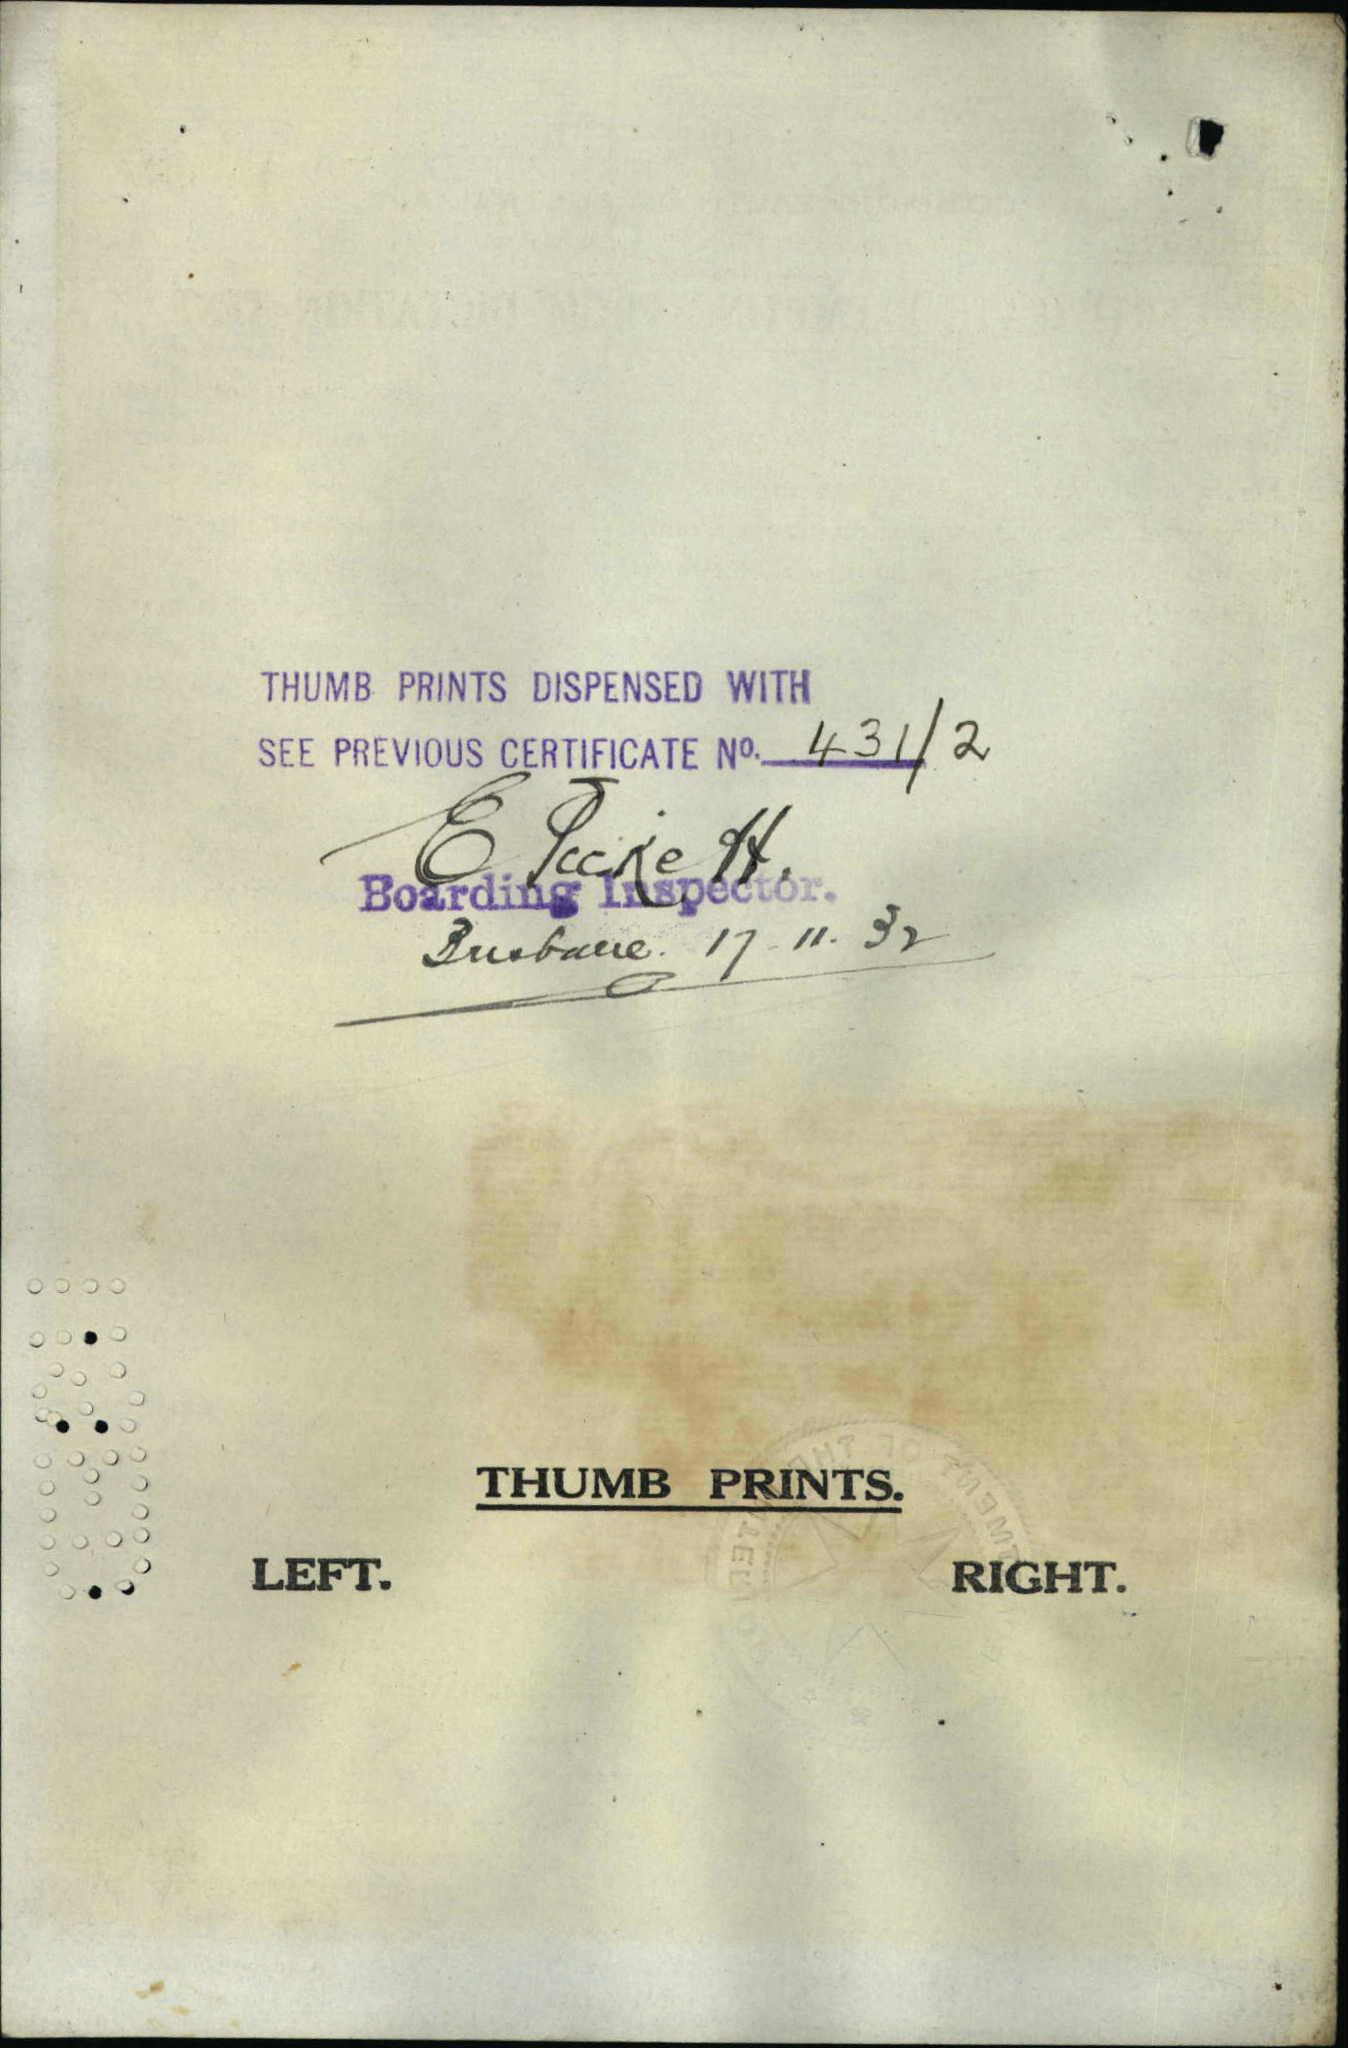 THUMB PRINTS DISPENSED WITH
SEE PREVIOUS CERTIFICATE No. 431/2
E Pickett.
Boarding Inspector.
Brisbane. 17-11.32
THUMB PRINTS.
LEFT. RIGHT.